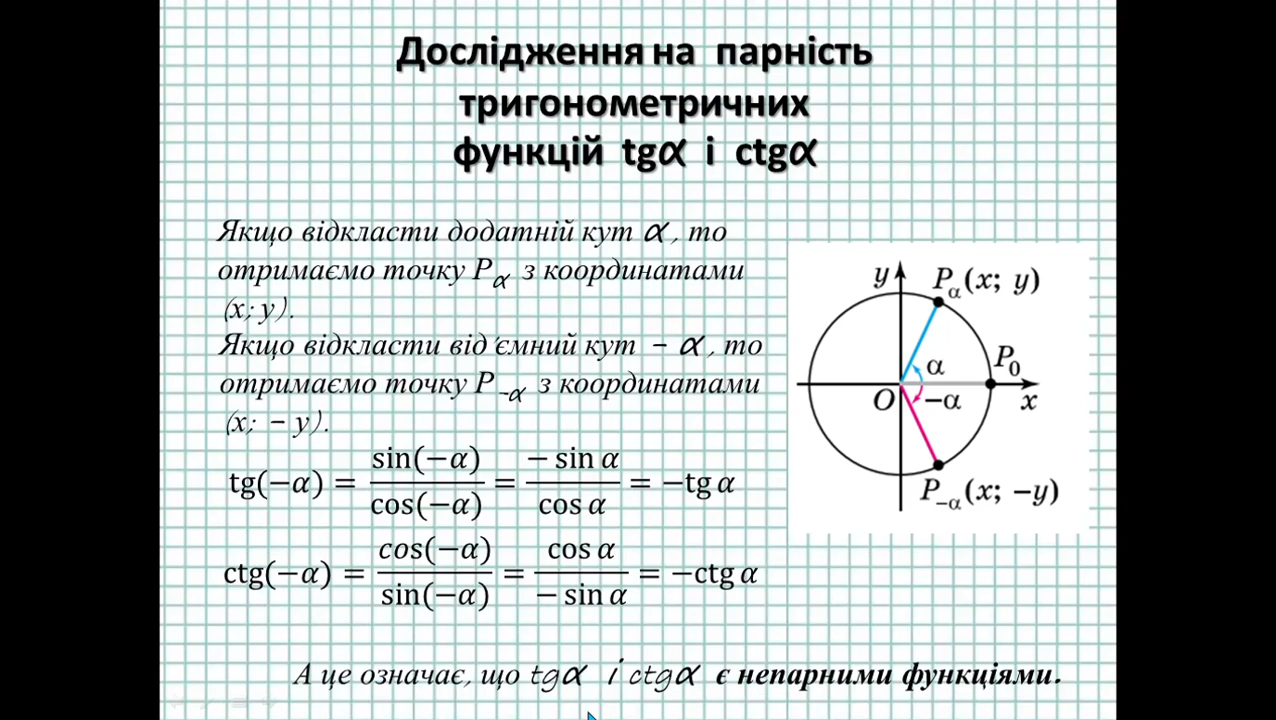 Дослідження на парність
тригонометричних
функцій tgα і ctgα
Якщо відкласти додатній кут α, то
отримаємо точку P α з координатами
(x; y).
Якщо відкласти від'ємний кут − α, то
отримаємо точку P −α з координатами
(x; − y).
tg(−α) = sin(−α)/cos(−α) = − sin α/cos α = −tg α
ctg(−α) = cos(−α)/sin(−α) = cos α/− sin α = −ctg α
А це означає, що tgα і ctgα є непарними функціями.
y
Pα(x; y)
P0
α
O
−α
x
P−α(x; −y)